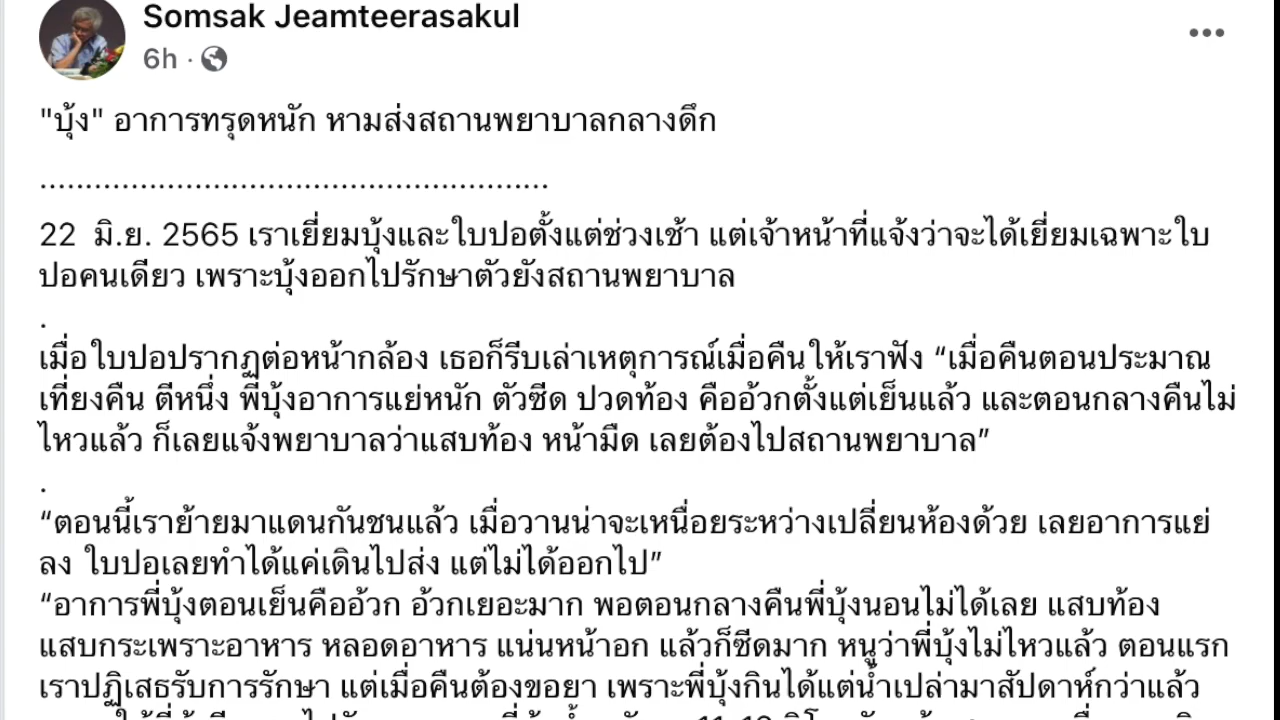 Somsak Jeamteerasakul
6h ·
"บุ้ง" อาการทรุดหนัก หามส่งสถานพยาบาลกลางดึก
........................................................
22 มิ.ย. 2565 เราเยี่ยมบุ้งและใบปอตั้งแต่ช่วงเช้า แต่เจ้าหน้าที่แจ้งว่าจะได้เยี่ยมเฉพาะใบ
ปอคนเดียว เพราะบุ้งออกไปรักษาตัวยังสถานพยาบาล
.
เมื่อใบปอปรากฏต่อหน้ากล้อง เธอก็รีบเล่าเหตุการณ์เมื่อคืนให้เราฟัง “เมื่อคืนตอนประมาณ
เที่ยงคืน ตีหนึ่ง พี่บุ้งอาการแย่หนัก ตัวซีด ปวดท้อง คืออ้วกตั้งแต่เย็นแล้ว และตอนกลางคืนไม่
ไหวแล้ว ก็เลยแจ้งพยาบาลว่าแสบท้อง หน้ามืด เลยต้องไปสถานพยาบาล”
.
“ตอนนี้เราย้ายมาแดนกันชนแล้ว เมื่อวานน่าจะเหนื่อยระหว่างเปลี่ยนห้องด้วย เลยอาการแย่
ลง ใบปอเลยทำได้แค่เดินไปส่ง แต่ไม่ได้ออกไป”
“อาการพี่บุ้งตอนเย็นคืออ้วก อ้วกเยอะมาก พอตอนกลางคืนพี่บุ้งนอนไม่ได้เลย แสบท้อง
แสบกระเพราะอาหาร หลอดอาหาร แน่นหน้าอก แล้วก็ซีดมาก หนูว่าพี่บุ้งไม่ไหวแล้ว ตอนแรก
เราปฏิเสธรับการรักษา แต่เมื่อคืนต้องขอยา เพราะพี่บุ้งกินได้แต่น้ำเปล่ามาสัปดาห์กว่าแล้ว